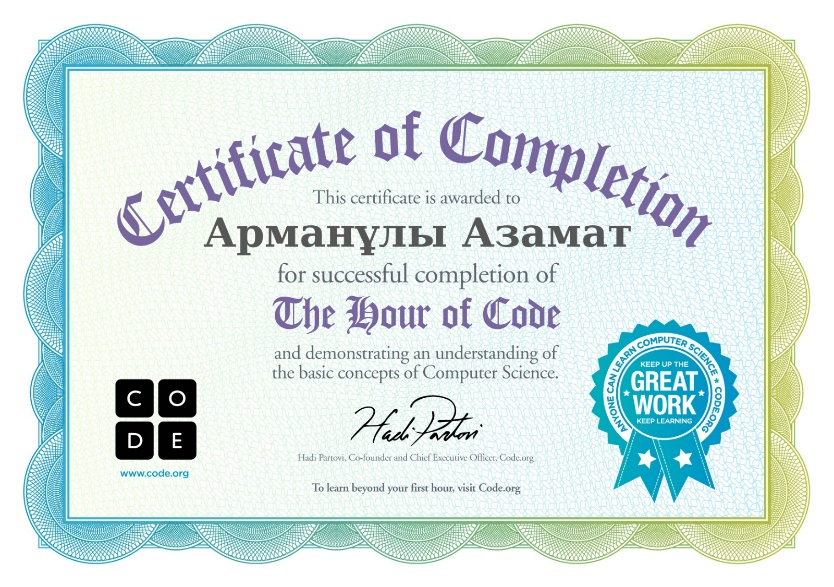 Certificate of Completion
This certificate is awarded to
Арманұлы Азамат
for successful completion of
The Hour of Code
and demonstrating an understanding of
the basic concepts of Computer Science.
Hadi Partovi
Hadi Partovi, Co-founder and Chief Executive Officer, Code.org
To learn beyond your first hour, visit Code.org
C O
D E
www.code.org
ANYONE CAN LEARN COMPUTER SCIENCE ★ CODE.ORG
KEEP UP THE
GREAT
WORK
KEEP LEARNING